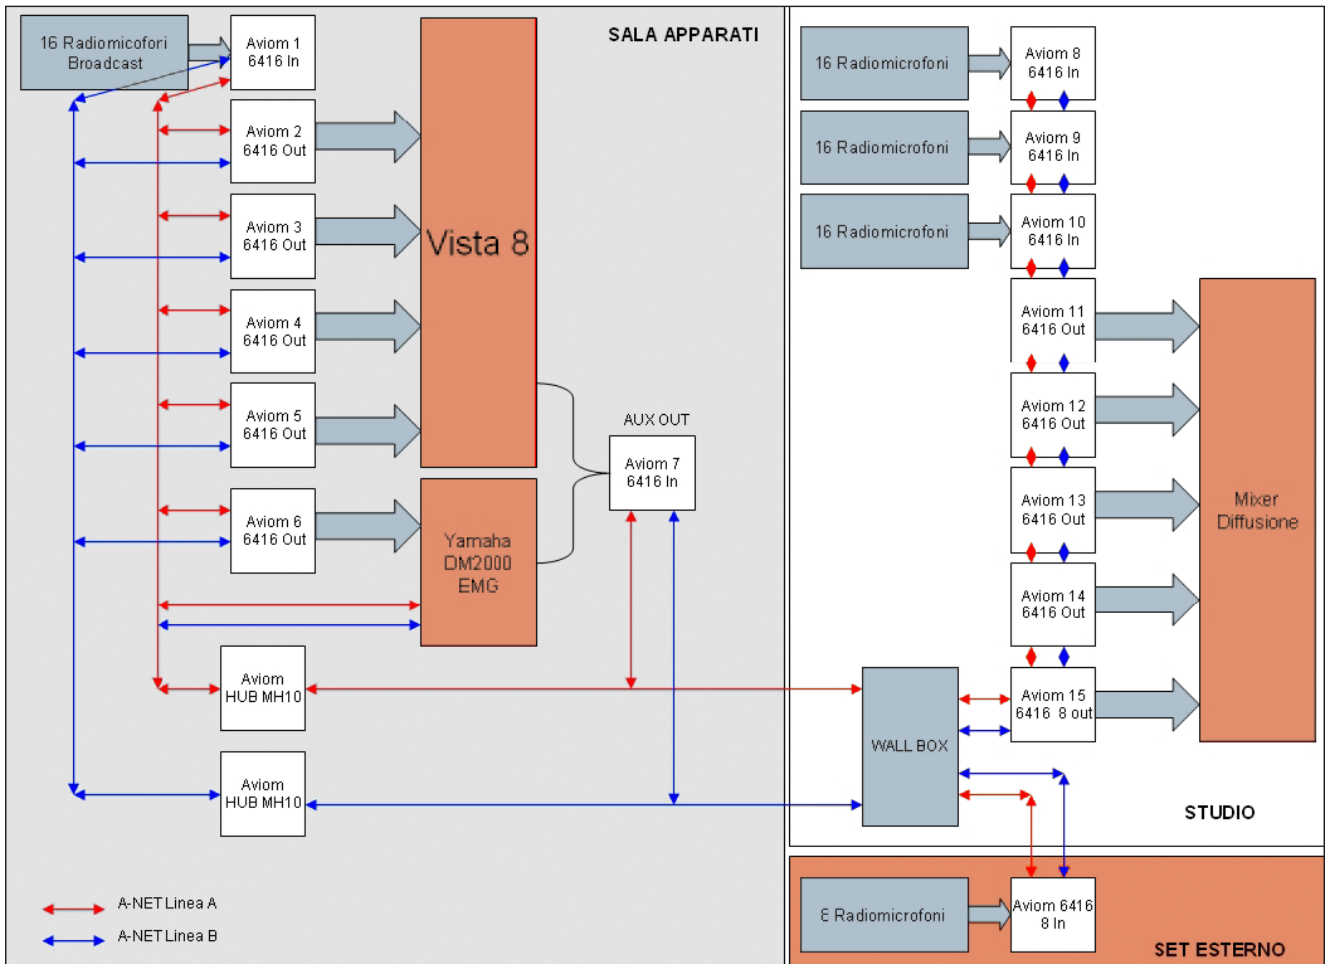 SALA APPARATI
16 Radiomicofori
Broadcast
Aviom 1
6416 In
Aviom 2
6416 Out
Aviom 3
6416 Out
Aviom 4
6416 Out
Aviom 5
6416 Out
Aviom 6
6416 Out
Vista 8
Yamaha
DM2000
EMG
AUX OUT
Aviom 7
6416 In
Aviom
HUB MH10
Aviom
HUB MH10
A-NET Linea A
A-NET Linea B
16 Radiomicrofoni
Aviom 8
6416 In
16 Radiomicrofoni
Aviom 9
6416 In
16 Radiomicrofoni
Aviom 10
6416 In
Aviom 11
6416 Out
Aviom 12
6416 Out
Aviom 13
6416 Out
Aviom 14
6416 Out
Aviom 15
6416 8 out
Mixer
Diffusione
WALL BOX
STUDIO
8 Radiomicrofoni
Aviom 6416
8 In
SET ESTERNO